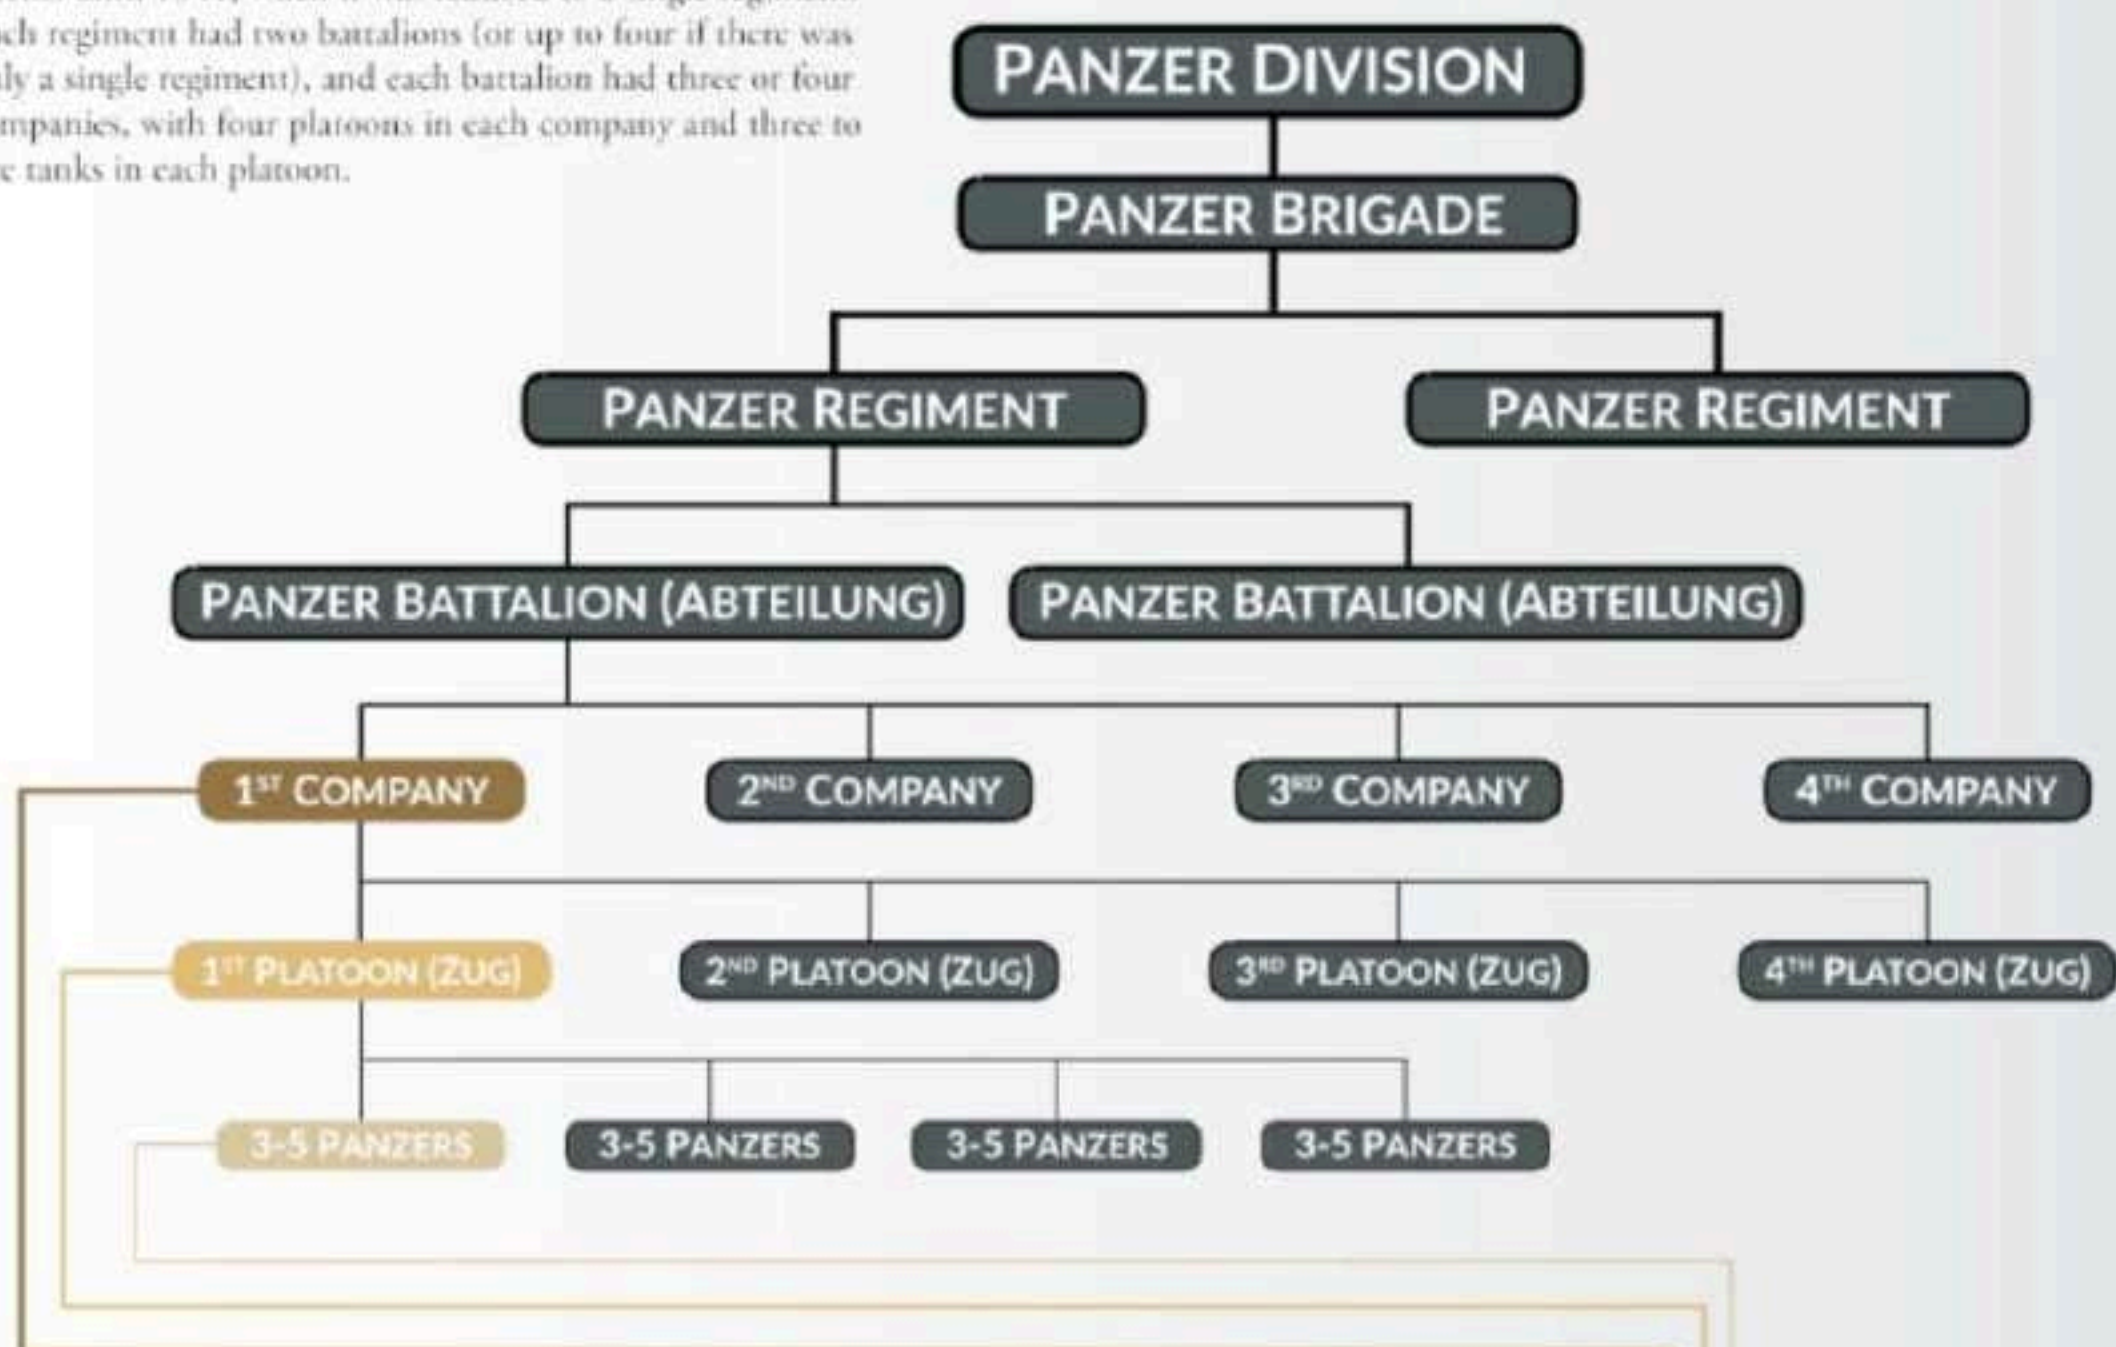 ch regiment had two battalions (or up to four if there was
ly a single regiment), and each battalion had three or four
mpanies, with four platoons in each company and three to
e tanks in each platoon.
PANZER DIVISION
PANZER BRIGADE
PANZER REGIMENT
PANZER REGIMENT
PANZER BATTALION (ABTEILUNG)
PANZER BATTALION (ABTEILUNG)
1ST COMPANY
2ND COMPANY
3RD COMPANY
4TH COMPANY
1ST PLATOON (ZUG)
2ND PLATOON (ZUG)
3RD PLATOON (ZUG)
4TH PLATOON (ZUG)
3-5 PANZERS
3-5 PANZERS
3-5 PANZERS
3-5 PANZERS